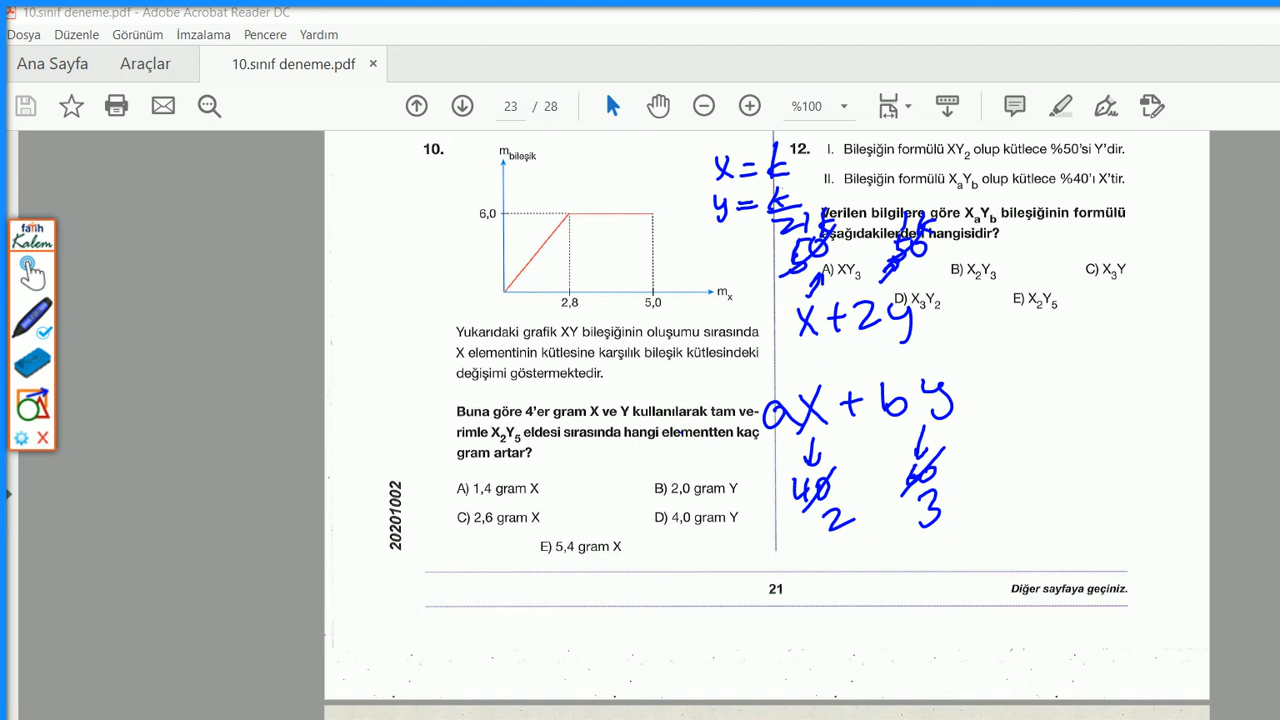 10.sınıf deneme.pdf - Adobe Acrobat Reader DC
Dosya Düzenle Görünüm İmzalama Pencere Yardım
Ana Sayfa Araçlar 10.sınıf deneme.pdf ×
23 / 28 %100
fatih
Kalem
10.
m bileşik
6,0
2,8 5,0 mx
Yukarıdaki grafik XY bileşiğinin oluşumu sırasında
X elementinin kütlesine karşılık bileşik kütlesindeki
değişimi göstermektedir.
Buna göre 4'er gram X ve Y kullanılarak tam ve-
rimle X2Y5 eldesi sırasında hangi elementten kaç
gram artar?
A) 1,4 gram X B) 2,0 gram Y
C) 2,6 gram X D) 4,0 gram Y
E) 5,4 gram X
20201002
x = k
y = k/2
12. I. Bileşiğin formülü XY2 olup kütlece %50'si Y'dir.
II. Bileşiğin formülü XaYb olup kütlece %40'ı X'tir.
Verilen bilgilere göre XaYb bileşiğinin formülü
aşağıdakilerden hangisidir?
A) XY3 B) X2Y3 C) X3Y
D) X3Y2 E) X2Y5
1k 1k
50 50
x + 2y
aX + by
40 60
2 3
21
Diğer sayfaya geçiniz.